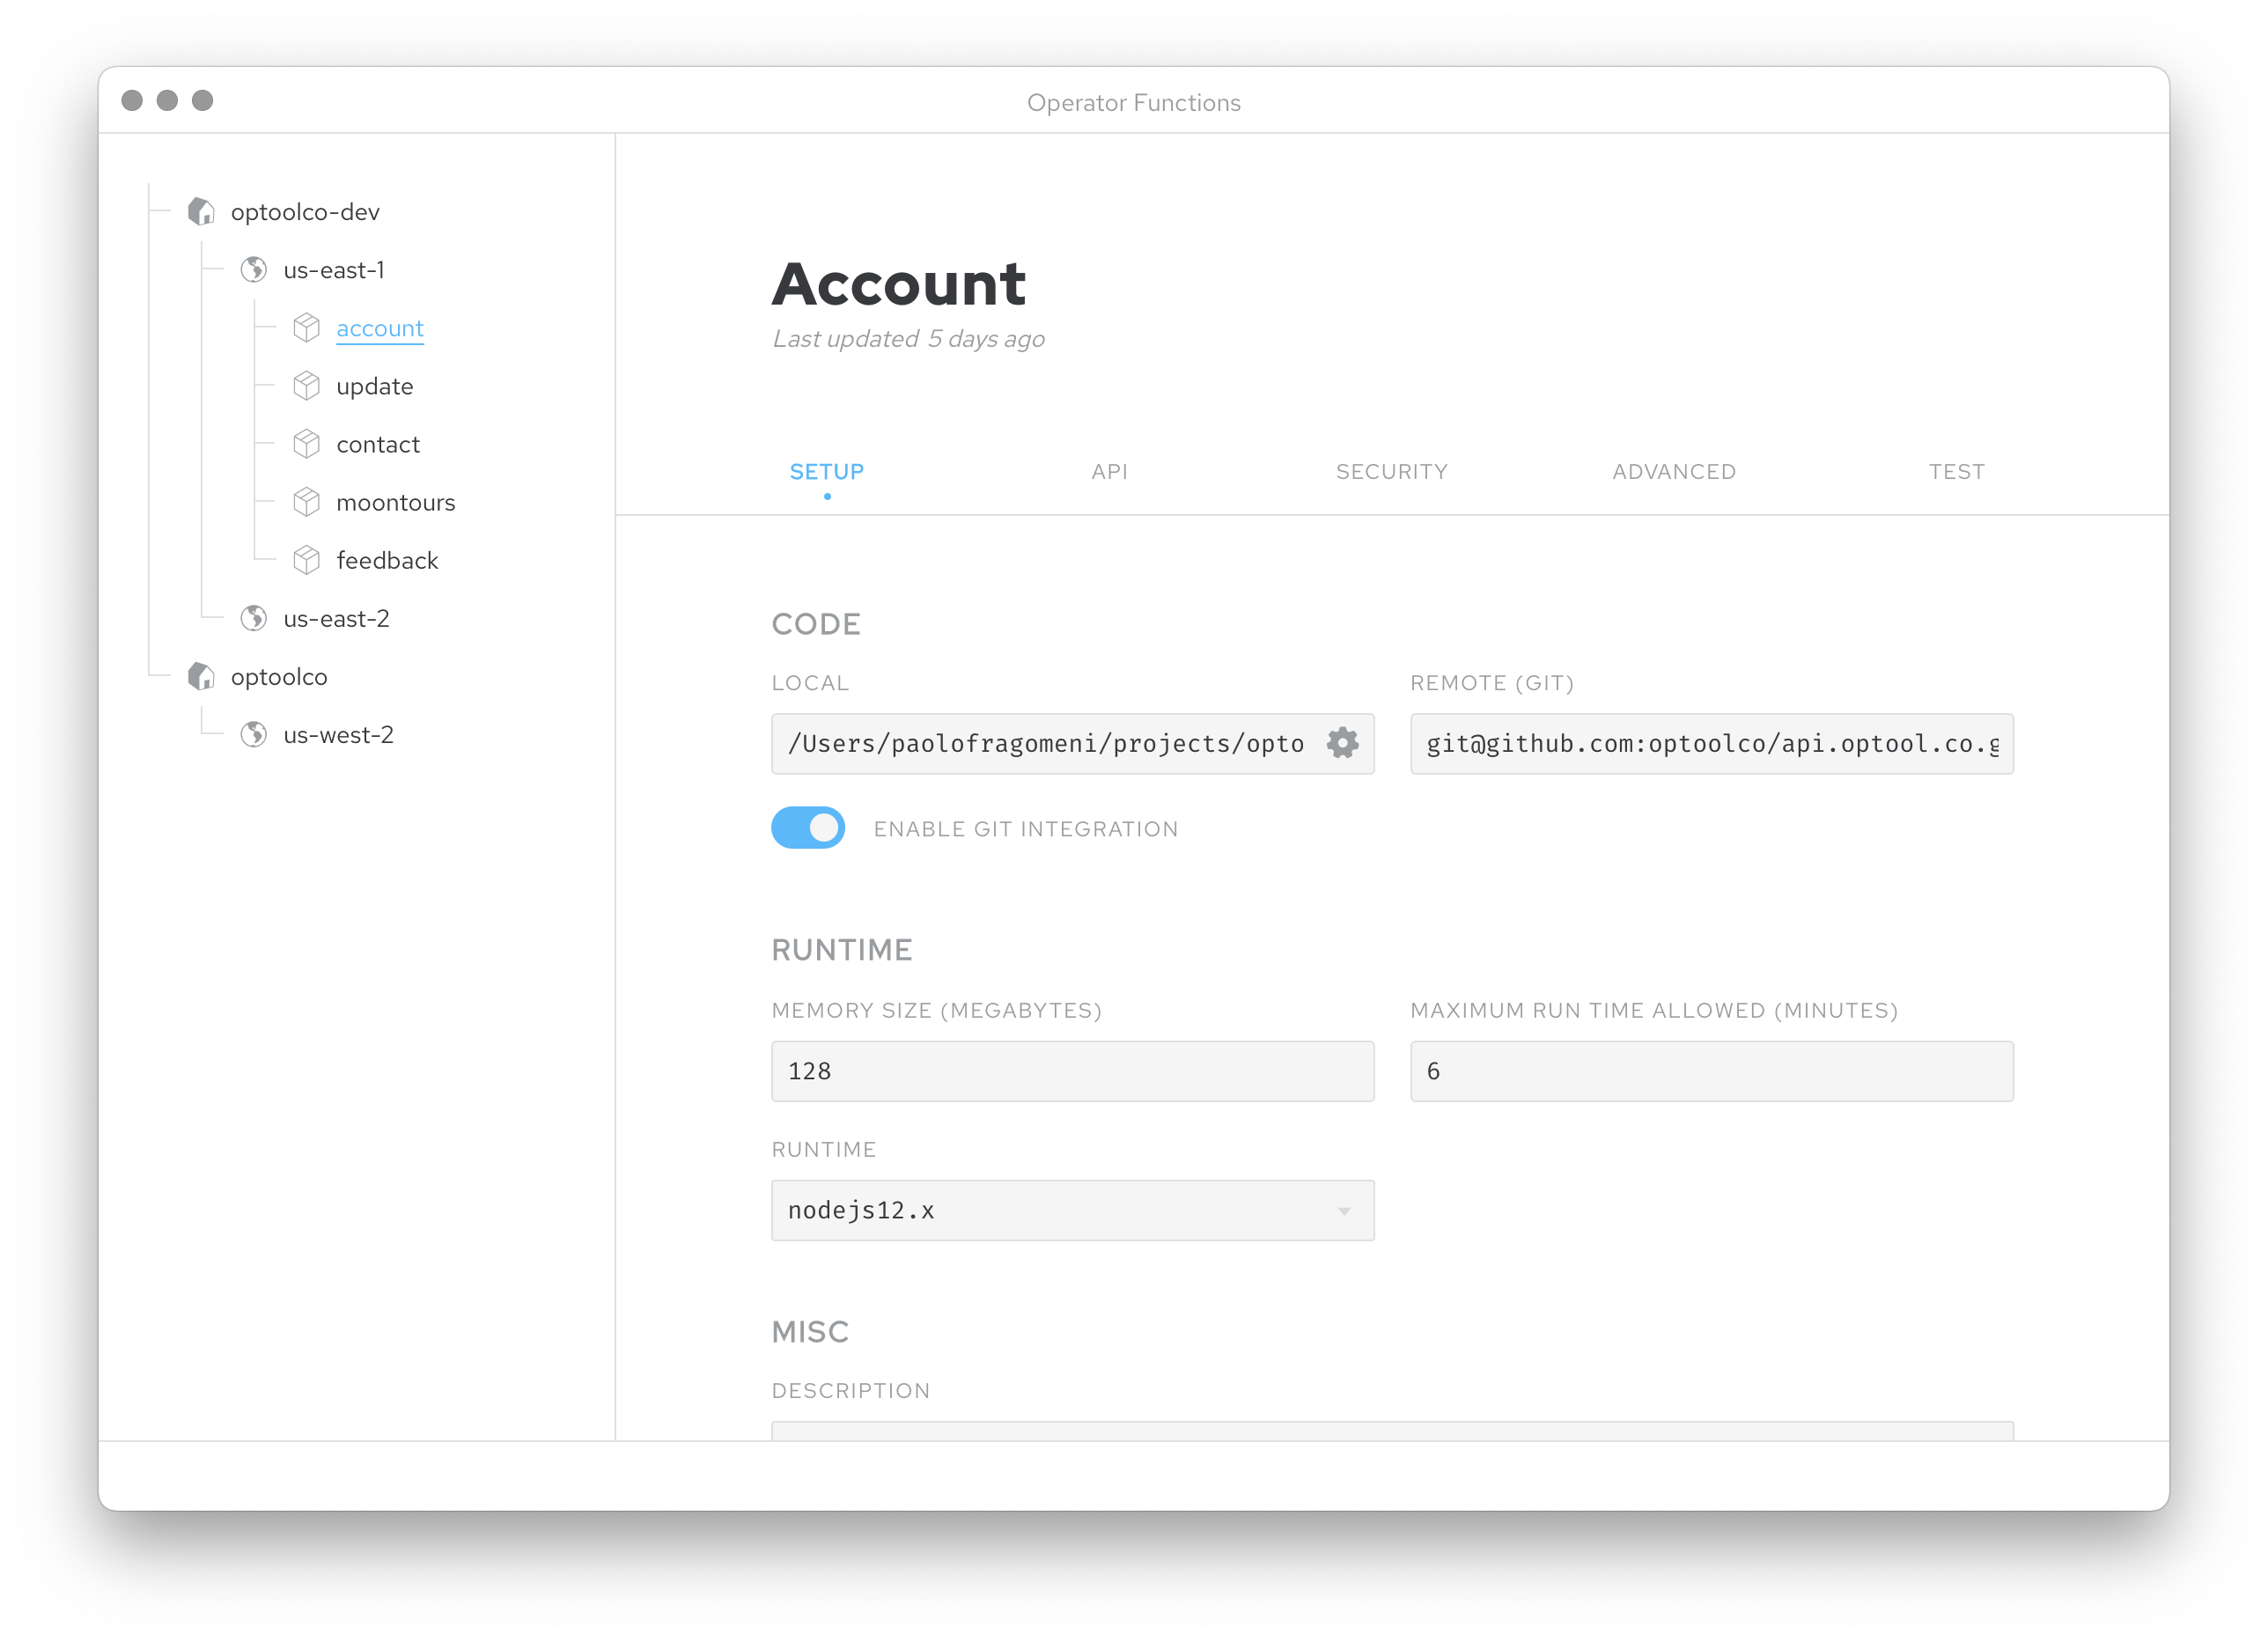 Operator Functions
optoolco-dev
us-east-1
account
update
contact
moontours
feedback
us-east-2
optoolco
us-west-2
Account
Last updated 5 days ago
SETUP API SECURITY ADVANCED TEST
CODE
LOCAL REMOTE (GIT)
/Users/paolofragomeni/projects/opto git@github.com:optoolco/api.optool.co.g
ENABLE GIT INTEGRATION
RUNTIME
MEMORY SIZE (MEGABYTES) MAXIMUM RUN TIME ALLOWED (MINUTES)
128 6
RUNTIME
nodejs12.x
MISC
DESCRIPTION